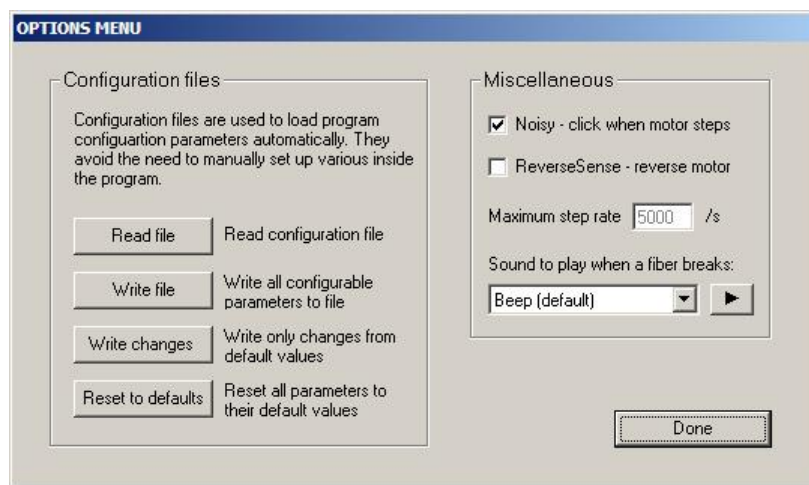 OPTIONS MENU
Configuration files
Configuration files are used to load program
configuartion parameters automatically. They
avoid the need to manually set up various inside
the program.
Read file
Read configuration file
Write file
Write all configurable
parameters to file
Write changes
Write only changes from
default values
Reset to defaults
Reset all parameters to
their default values
Miscellaneous
Noisy - click when motor steps
ReverseSense - reverse motor
Maximum step rate 5000 /s
Sound to play when a fiber breaks:
Beep (default)
Done